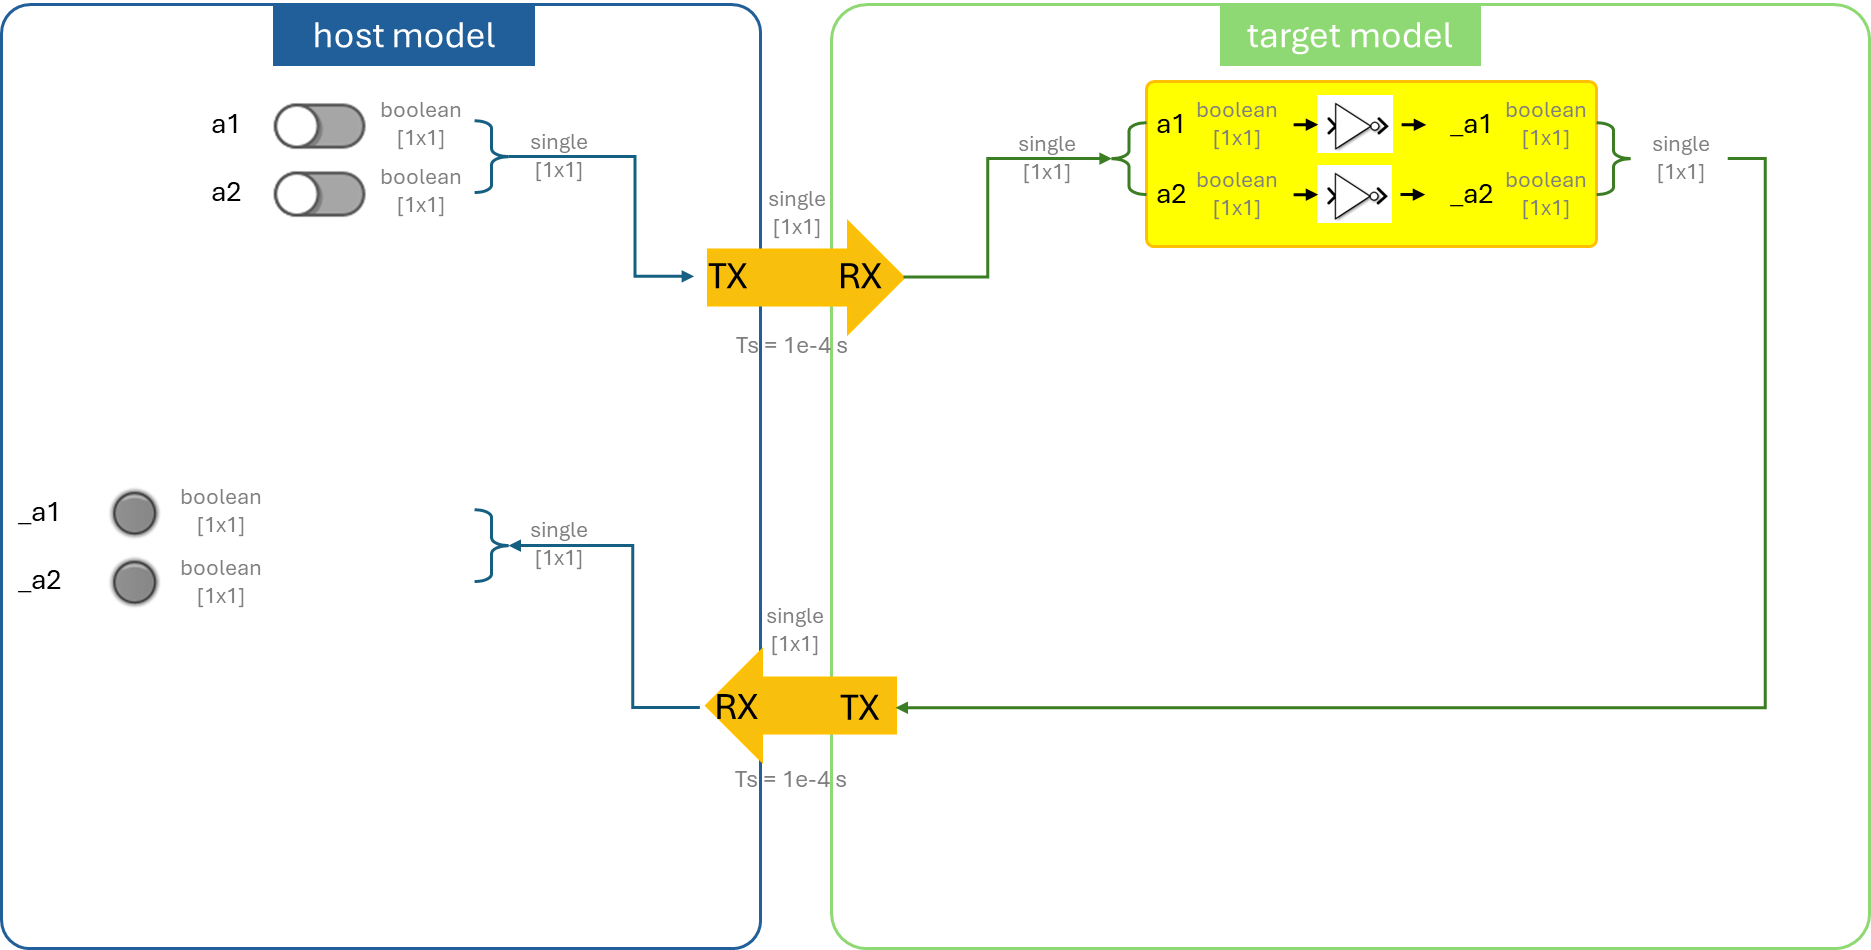 host model
target model
a1
boolean
[1x1]
a2
boolean
[1x1]
single
[1x1]
single
[1x1]
TX
RX
Ts = 1e-4 s
single
[1x1]
a1
boolean
[1x1]
_a1
boolean
[1x1]
a2
boolean
[1x1]
_a2
boolean
[1x1]
single
[1x1]
_a1
boolean
[1x1]
_a2
boolean
[1x1]
single
[1x1]
single
[1x1]
RX
TX
Ts = 1e-4 s